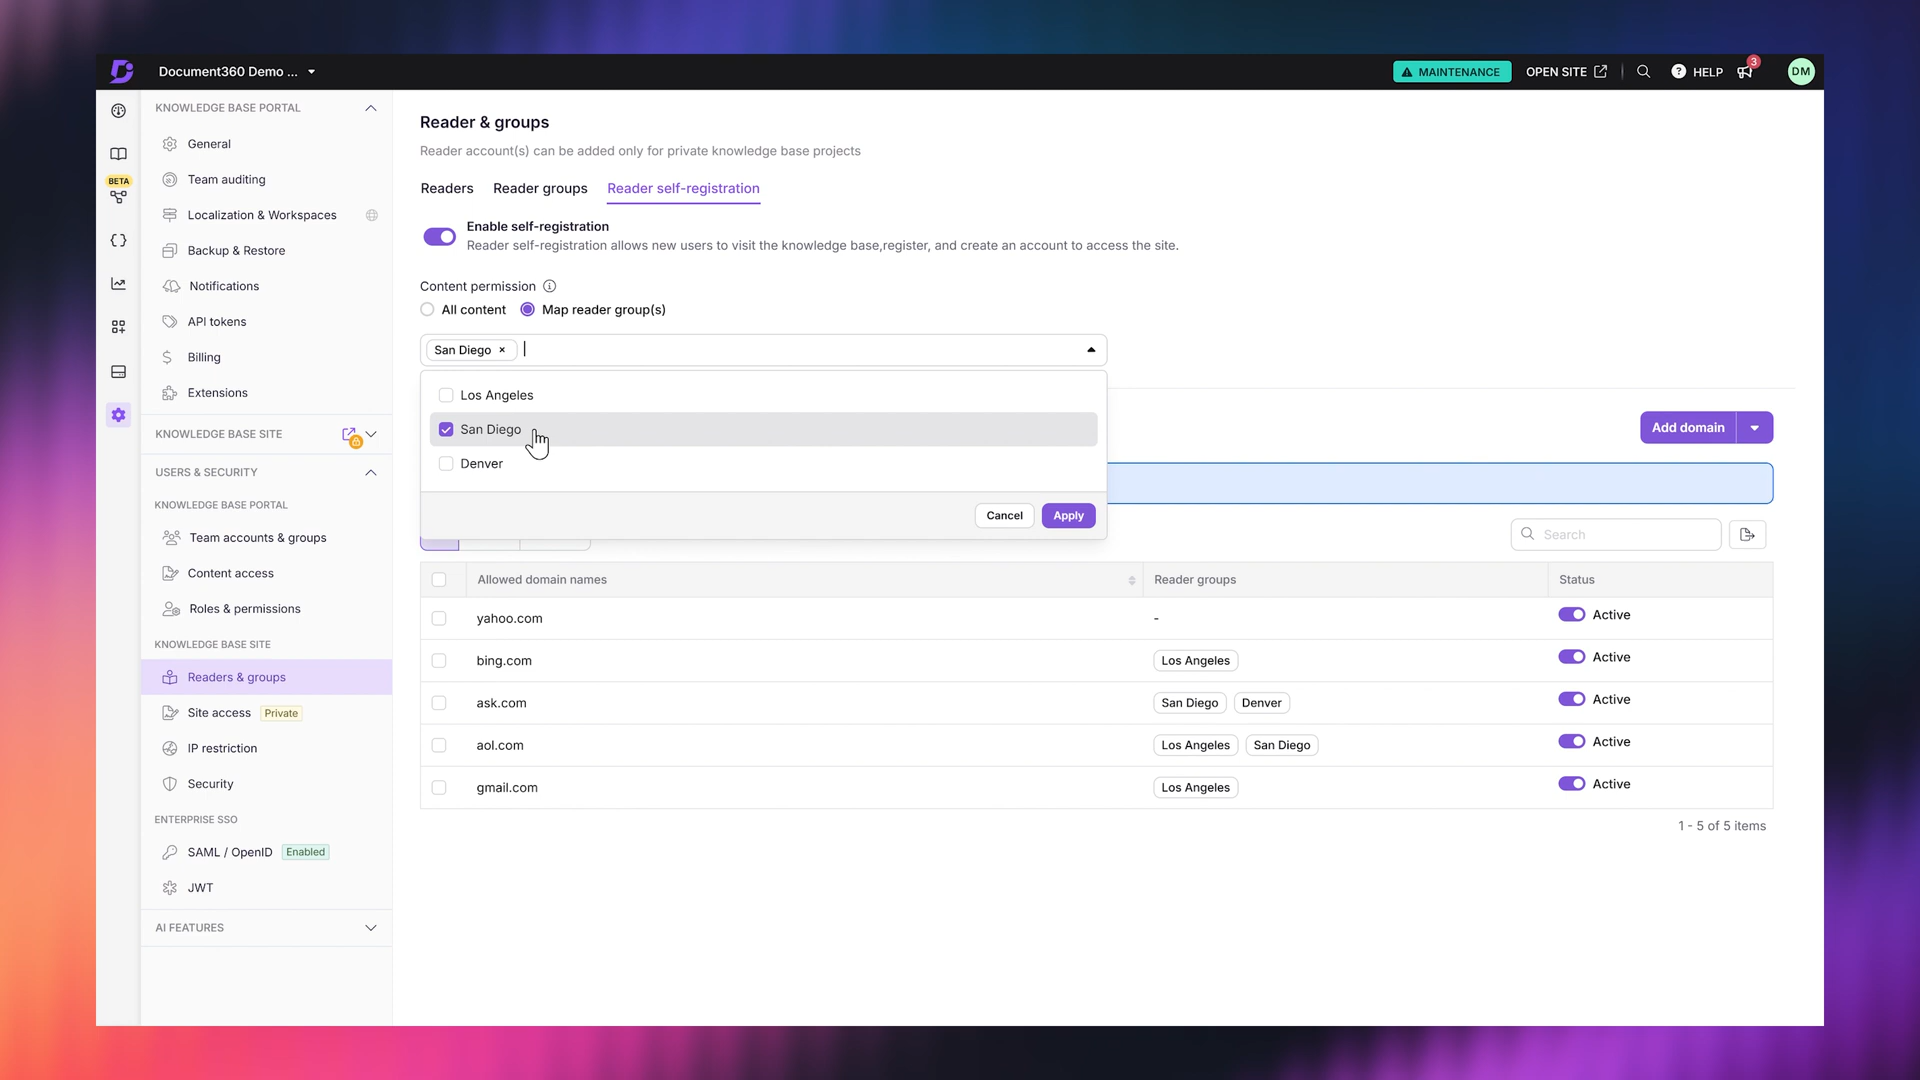 Document360 Demo ...
MAINTENANCE
OPEN SITE
HELP
3
DM
BETA
KNOWLEDGE BASE PORTAL
General
Team auditing
Localization & Workspaces
Backup & Restore
Notifications
API tokens
Billing
Extensions
KNOWLEDGE BASE SITE
USERS & SECURITY
KNOWLEDGE BASE PORTAL
Team accounts & groups
Content access
Roles & permissions
KNOWLEDGE BASE SITE
Readers & groups
Site access Private
IP restriction
Security
ENTERPRISE SSO
SAML / OpenID Enabled
JWT
AI FEATURES
Reader & groups
Reader account(s) can be added only for private knowledge base projects
Readers Reader groups Reader self-registration
Enable self-registration
Reader self-registration allows new users to visit the knowledge base,register, and create an account to access the site.
Content permission
All content Map reader group(s)
San Diego ×
Los Angeles
San Diego
Denver
Cancel Apply
Add domain
Search
Allowed domain names Reader groups Status
yahoo.com - Active
bing.com Los Angeles Active
ask.com San Diego Denver Active
aol.com Los Angeles San Diego Active
gmail.com Los Angeles Active
1 - 5 of 5 items